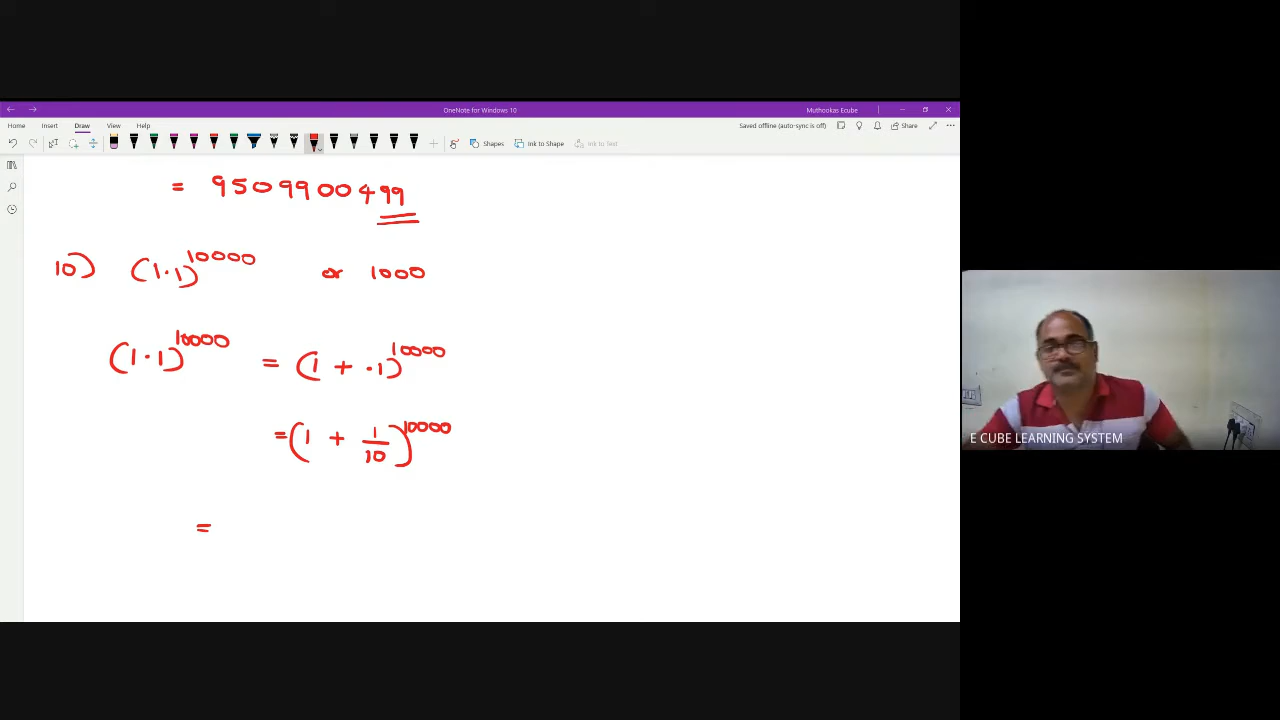 OneNote for Windows 10
Muthookas Ecube
Home Insert Draw View Help
Saved offline (auto-sync is off)
Share
Shapes
Ink to Shape
Ink to Text
= 9509900499
10) (1·1)^10000 or 1000
(1·1)^10000 = (1 + ·1)^10000
= (1 + 1/10)^10000
=
E CUBE LEARNING SYSTEM